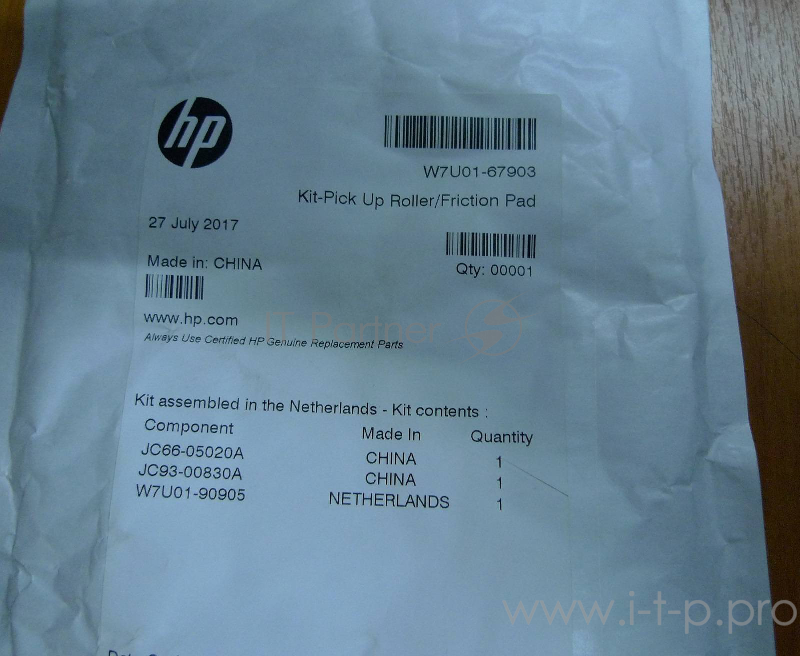 hp
W7U01-67903
Kit-Pick Up Roller/Friction Pad
27 July 2017
Made in: CHINA
Qty: 00001
www.hp.com
IT Partner
Always Use Certified HP Genuine Replacement Parts
Kit assembled in the Netherlands - Kit contents :
Component Made In Quantity
JC66-05020A CHINA 1
JC93-00830A CHINA 1
W7U01-90905 NETHERLANDS 1
www.i-t-p.pro